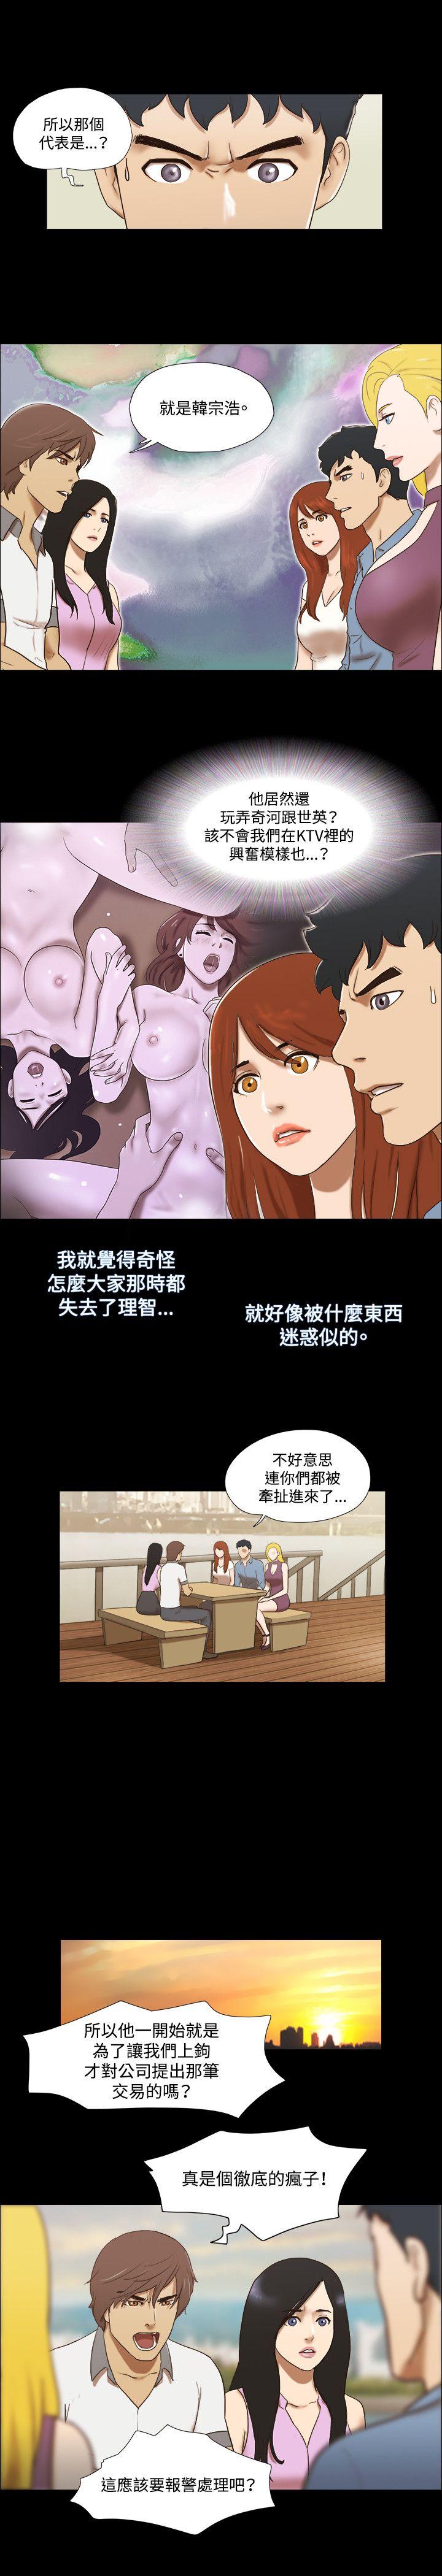 所以那個
代表是...?
就是韓宗浩。
他居然還
玩弄奇河跟世英?
該不會我們在KTV裡的
興奮模樣也...?
我就覺得奇怪
怎麼大家那時都
失去了理智...
就好像被什麼東西
迷惑似的。
不好意思
連你們都被
牽扯進來了...
所以他一開始就是
為了讓我們上鉤
才對公司提出那筆
交易的嗎?
真是個徹底的瘋子!
這應該要報警處理吧?